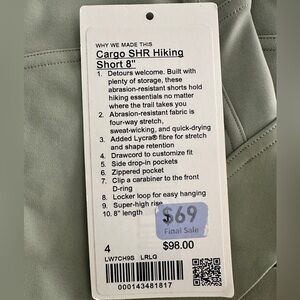 WHY WE MADE THIS
Cargo SHR Hiking
Short 8"
1. Detours welcome. Built with
plenty of storage, these
abrasion-resistant shorts hold
hiking essentials no matter
where the trail takes you
2. Abrasion-resistant fabric is
four-way stretch,
sweat-wicking, and quick-drying
3. Added Lycra® fibre for stretch
and shape retention
4. Drawcord to customize fit
5. Side drop-in pockets
6. Zippered pocket
7. Clip a carabiner to the front
D-ring
8. Locker loop for easy hanging
9. Super-high rise
10. 8" length
$69
Final Sale
4
$98.00
LW7CH9S LRLG
000143481817